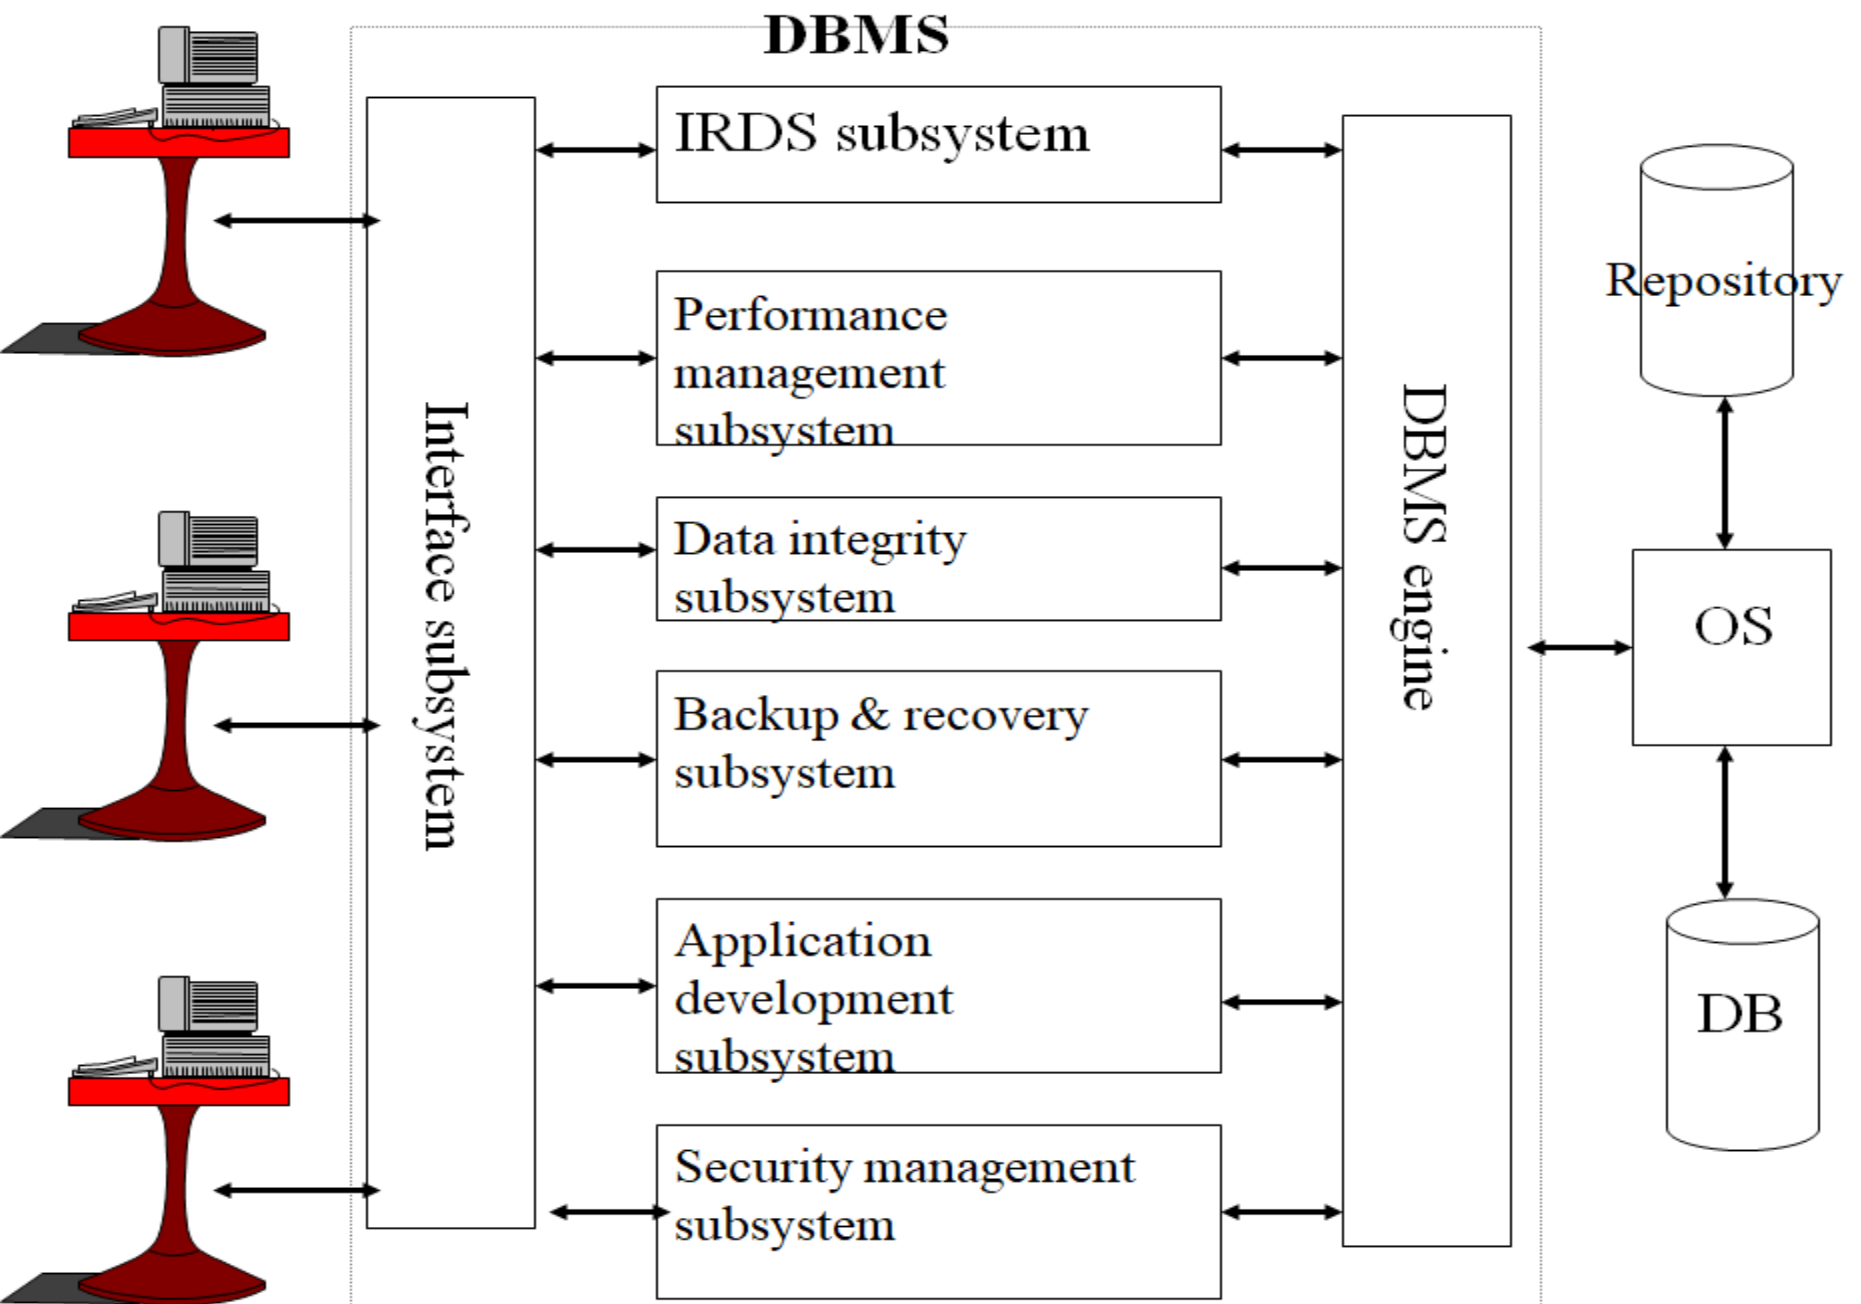 DBMS
IRDS subsystem
Performance
management
subsystem
Data integrity
subsystem
Backup & recovery
subsystem
Application
development
subsystem
Security management
subsystem
Interface subsystem
DBMS engine
Repository
OS
DB